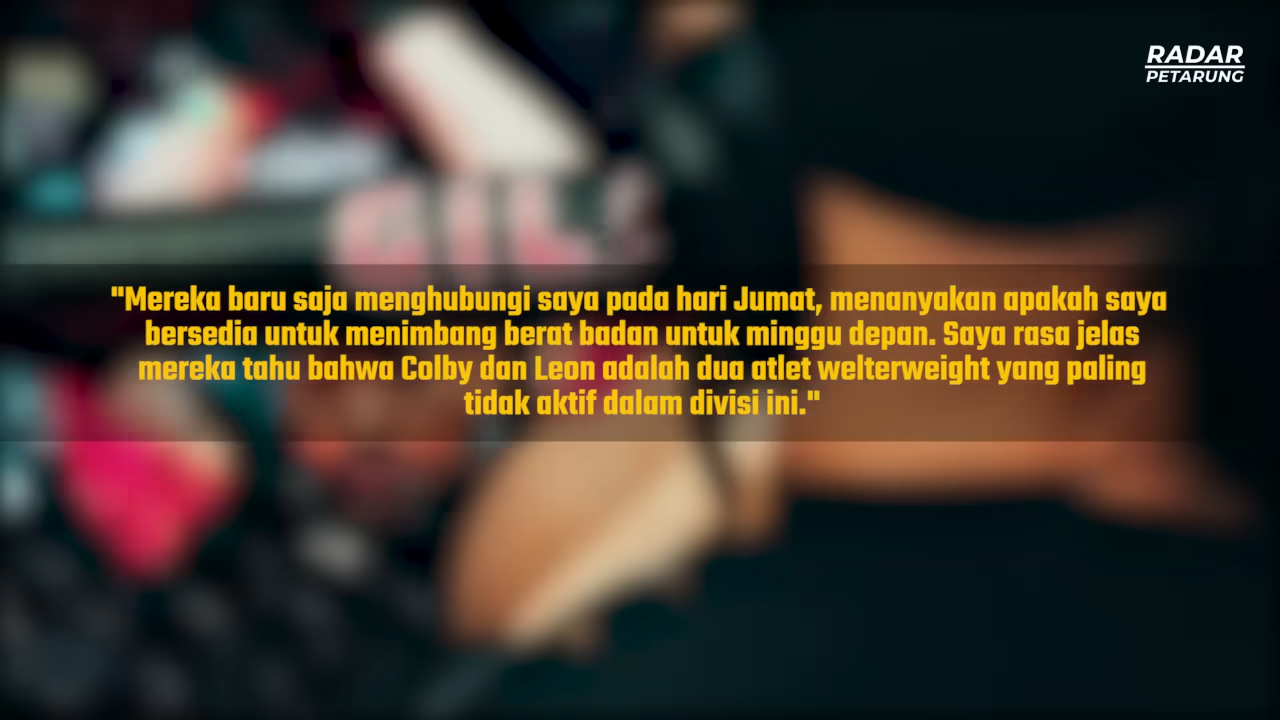 RADAR
PETARUNG
"Mereka baru saja menghubungi saya pada hari Jumat, menanyakan apakah saya
bersedia untuk menimbang berat badan untuk minggu depan. Saya rasa jelas
mereka tahu bahwa Colby dan Leon adalah dua atlet welterweight yang paling
tidak aktif dalam divisi ini."